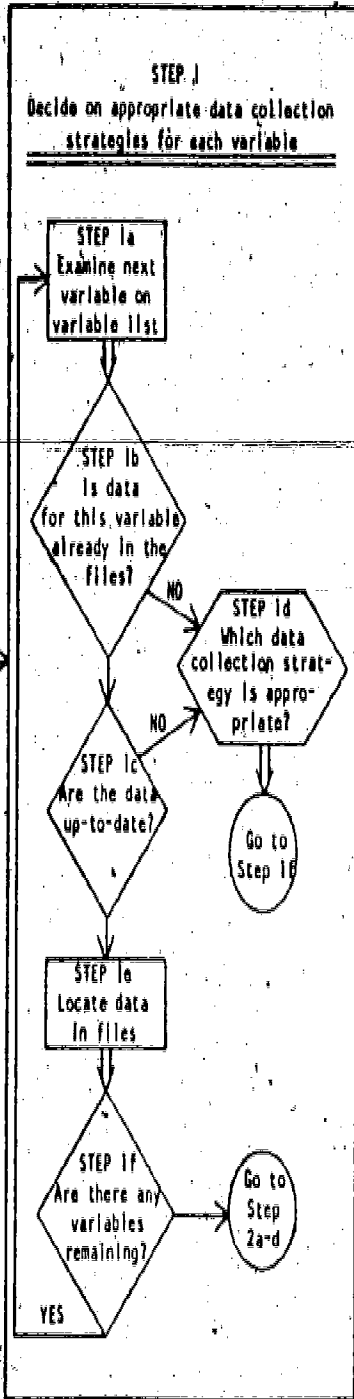 STEP 1
Decide on appropriate data collection
strategies for each variable
STEP 1a
Examine next
variable on
variable list
STEP 1b
Is data
for this variable
already in the
files?
NO
STEP 1d
Which data
collection strat-
egy is appro-
priate?
NO
STEP 1c
Are the data
up-to-date?
Go to
Step 1f
STEP 1e
Locate data
in files
STEP 1f
Are there any
variables
remaining?
Go to
Step
2a-d
YES